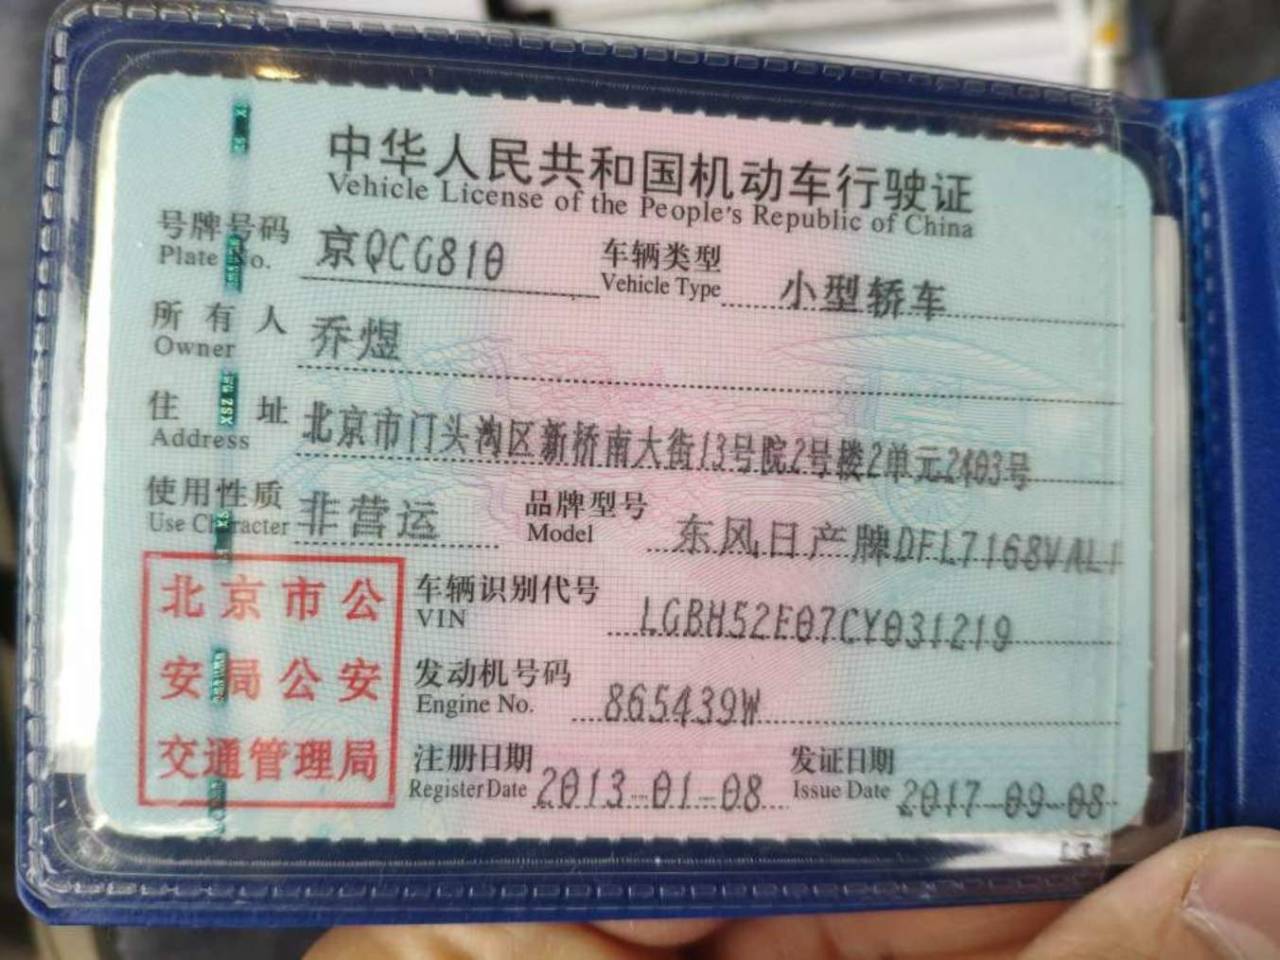 中华人民共和国机动车行驶证
Vehicle License of the People's Republic of China
号牌号码 京QCG810 车辆类型 小型轿车
Plate No. Vehicle Type
所有人 乔煜
Owner
住址 北京市门头沟区新桥南大街13号院2号楼2单元2403号
Address
使用性质 非营运 品牌型号 东风日产牌DFL7168VAL1
Use Character Model
北京市公
安局公安
交通管理局
车辆识别代号 LGBH52E07CY031219
VIN
发动机号码 865439W
Engine No.
注册日期 2013-01-08 发证日期 2017-09-08
Register Date Issue Date